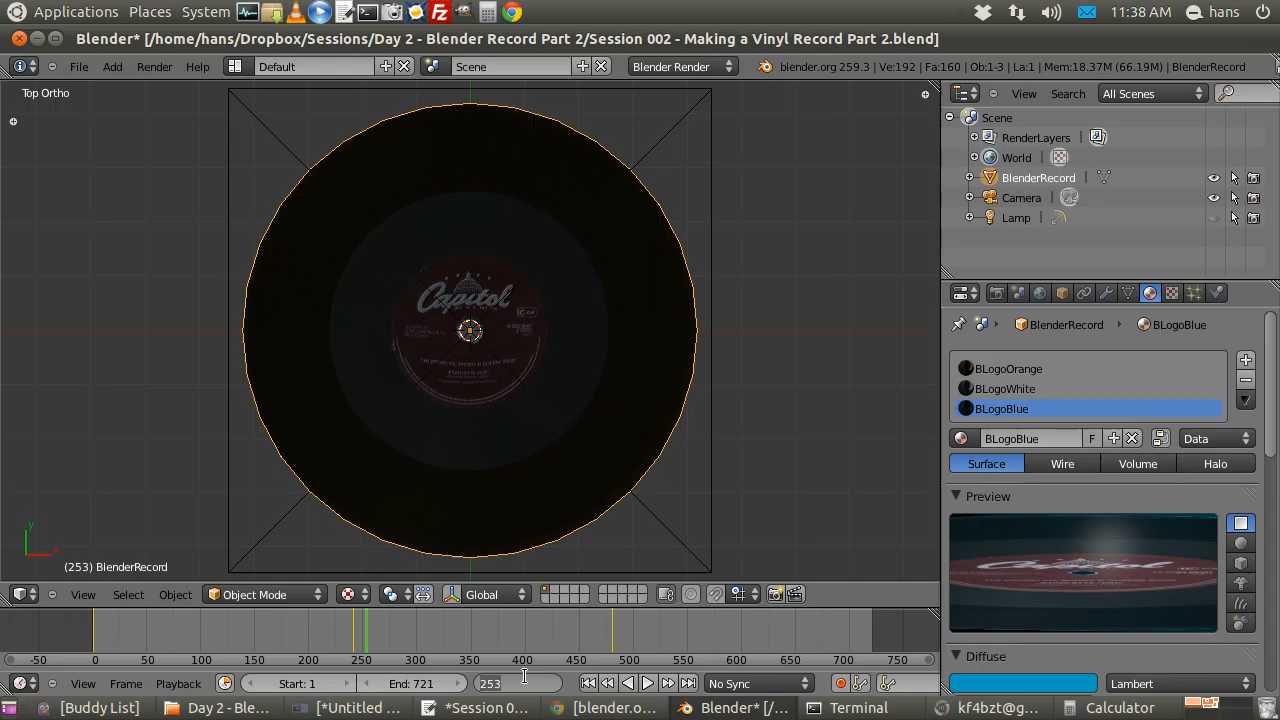 Applications Places System 11:38 AM hans
Blender* [/home/hans/Dropbox/Sessions/Day 2 - Blender Record Part 2/Session 002 - Making a Vinyl Record Part 2.blend]
File Add Render Help Default Scene Blender Render blender.org 259.3 | Ve:192 | Fa:160 | Ob:1-3 | La:1 | Mem:18.37M (66.19M) | BlenderRecord
Top Ortho
View Search All Scenes
Scene
RenderLayers
World
BlenderRecord
Camera
Lamp
Capitol
BlenderRecord BLogoBlue
BLogoOrange
BLogoWhite
BLogoBlue
BLogoBlue F Data
Surface Wire Volume Halo
Preview
y
x
(253) BlenderRecord
View Select Object Object Mode Global
Diffuse
-50 0 50 100 150 200 250 300 350 400 450 500 550 600 650 700 750
View Frame Playback Start: 1 End: 721 253 No Sync Lambert
[Buddy List] Day 2 - Ble... [*Untitled ... *Session 0... [blender.o... Blender* [/... Terminal kf4bzt@g... Calculator